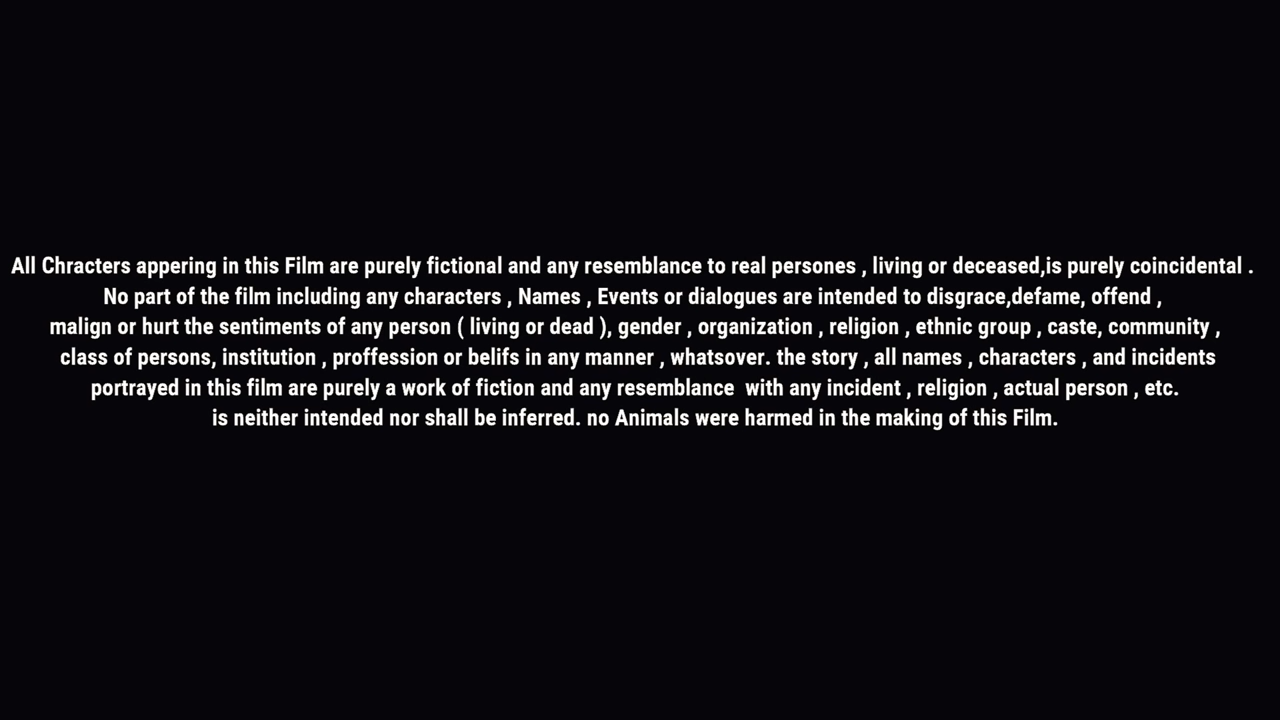 All Chracters appering in this Film are purely fictional and any resemblance to real persones , living or deceased,is purely coincidental .
No part of the film including any characters , Names , Events or dialogues are intended to disgrace,defame, offend ,
malign or hurt the sentiments of any person ( living or dead ), gender , organization , religion , ethnic group , caste, community ,
class of persons, institution , proffession or belifs in any manner , whatsover. the story , all names , characters , and incidents
portrayed in this film are purely a work of fiction and any resemblance  with any incident , religion , actual person , etc.
is neither intended nor shall be inferred. no Animals were harmed in the making of this Film.